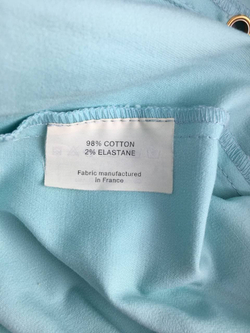 98% COTTON
2% ELASTANE
Fabric manufactured
in France